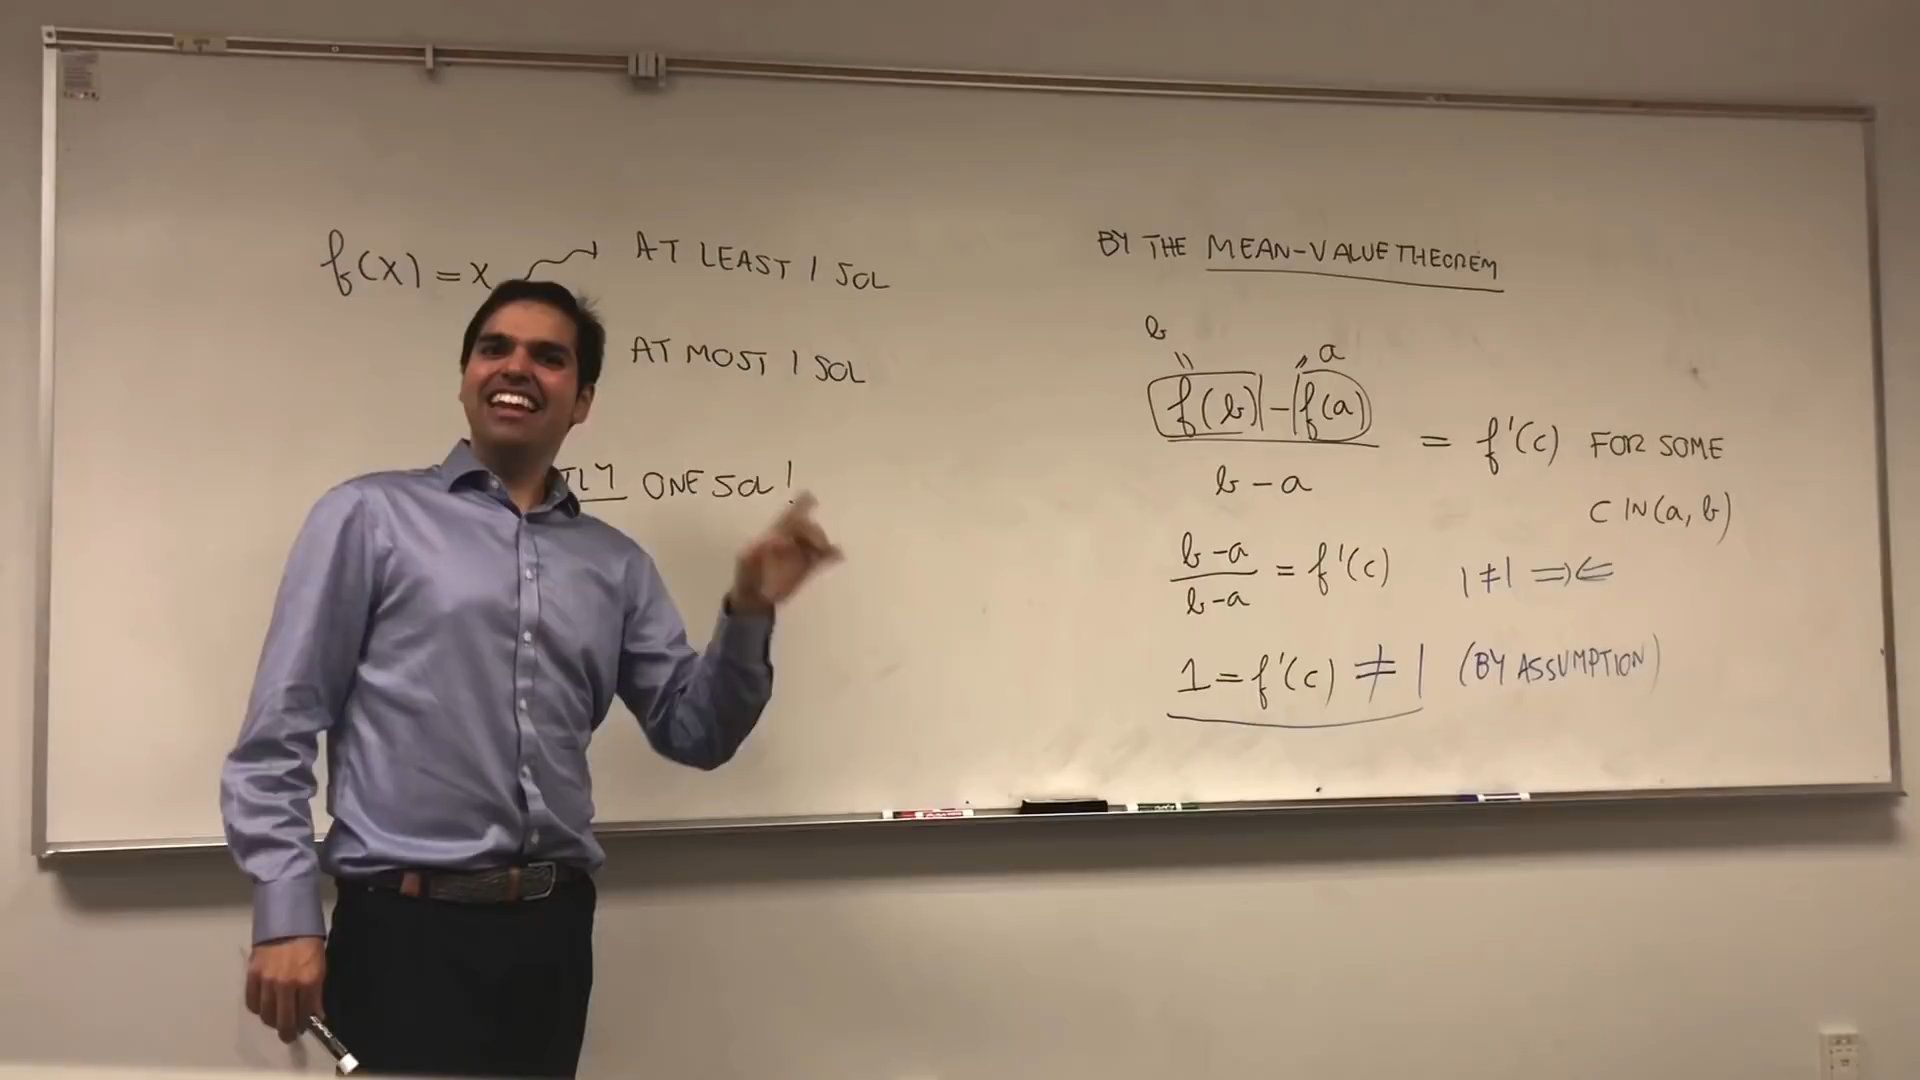 f(x) = x → AT LEAST 1 SOL
AT MOST 1 SOL
TLY ONE SOL!
BY THE MEAN-VALUE THEOREM
b a
" "
f(b) - f(a)
b - a
= f'(c) FOR SOME
C IN (a, b)
b - a
b - a
= f'(c) 1 ≠ 1 ⇒⇐
1 = f'(c) ≠ 1 (BY ASSUMPTION)